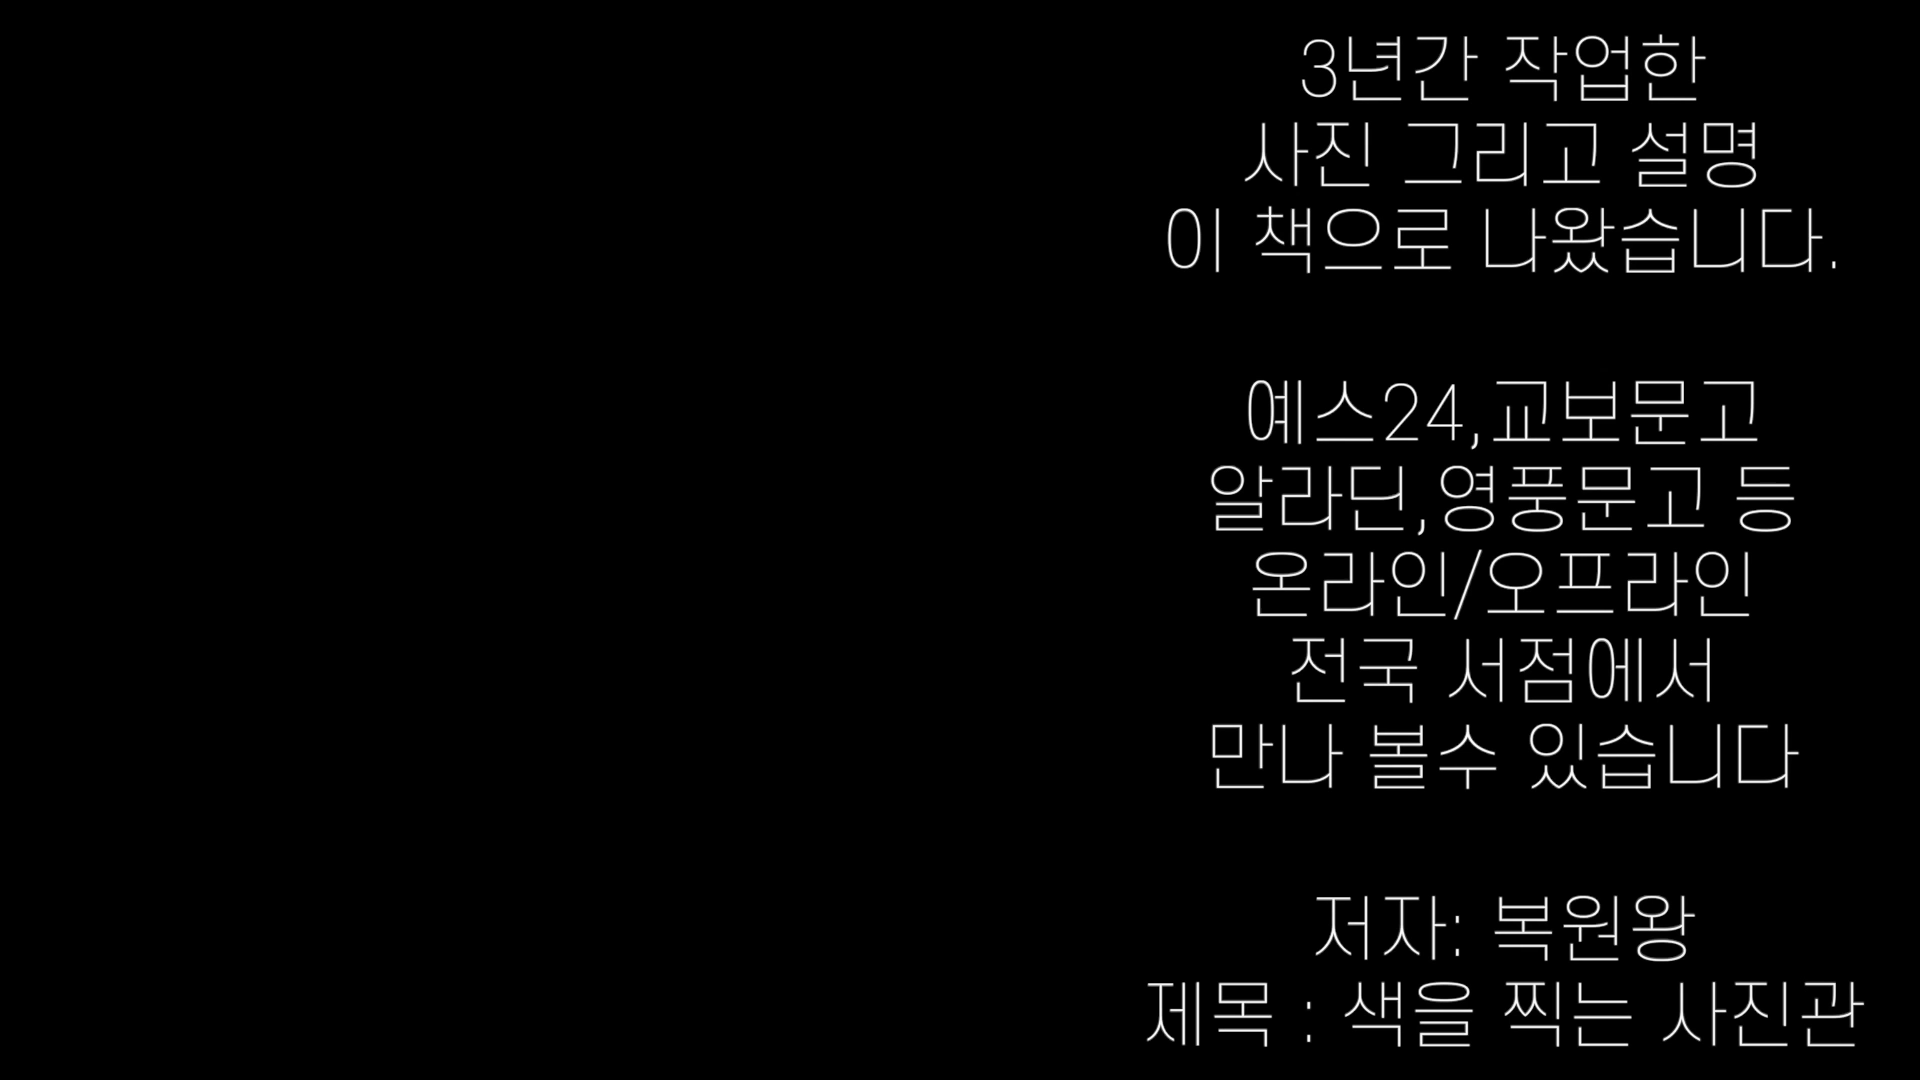 3년간 작업한
사진 그리고 설명
이 책으로 나왔습니다.
예스24,교보문고
알라딘,영풍문고 등
온라인/오프라인
전국 서점에서
만나 볼수 있습니다
저자: 복원왕
제목 : 색을 찍는 사진관